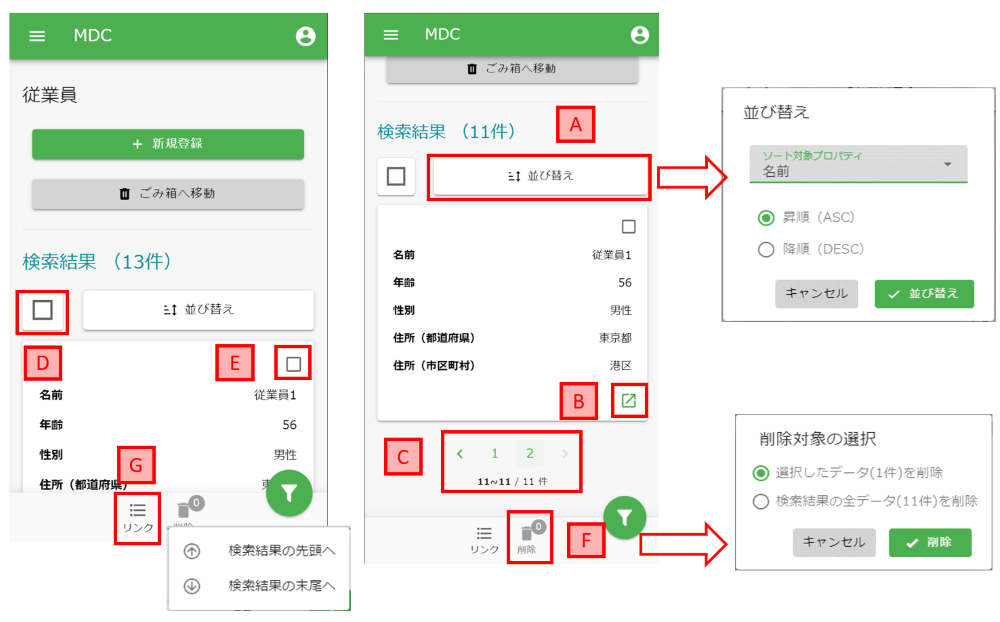 MDC
従業員
＋ 新規登録
ごみ箱へ移動
検索結果 （13件）
並び替え
D
E
名前 従業員1
年齢 56
性別 男性
G
住所（都道府県）
0
リンク
検索結果の先頭へ
検索結果の末尾へ
MDC
ごみ箱へ移動
検索結果 （11件）
A
並び替え
名前 従業員1
年齢 56
性別 男性
住所（都道府県） 東京都
住所（市区町村） 港区
B
C
< 1 2 >
11~11 / 11 件
0
リンク 削除
F
並び替え
ソート対象プロパティ
名前
昇順（ASC）
降順（DESC）
キャンセル 並び替え
削除対象の選択
選択したデータ(1件)を削除
検索結果の全データ(11件)を削除
キャンセル 削除